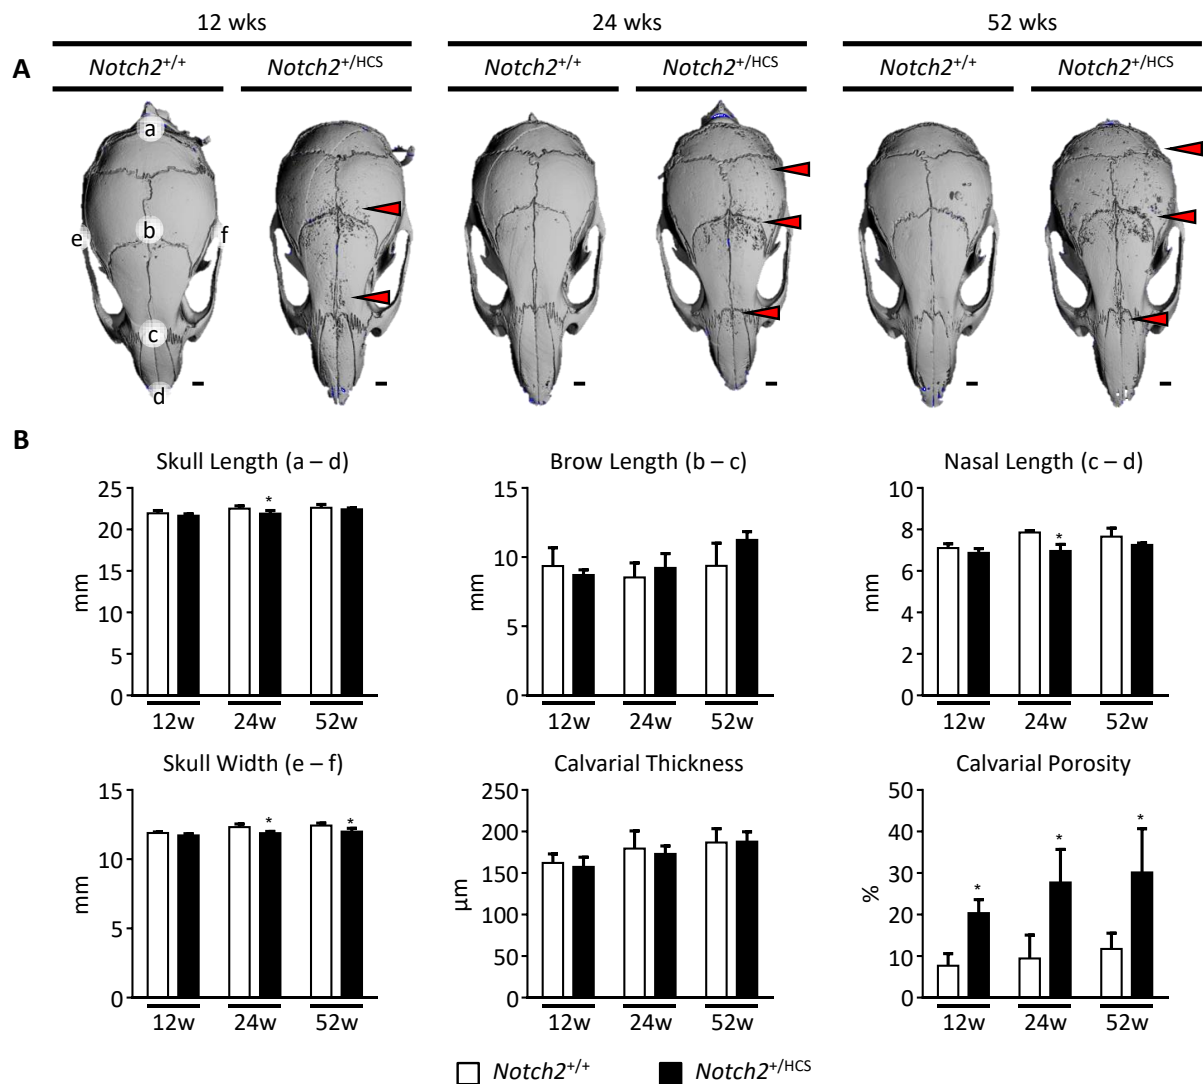 12 wks 24 wks 52 wks
A
Notch2+/+ Notch2+/HCS Notch2+/+ Notch2+/HCS Notch2+/+ Notch2+/HCS
a
b
e f
c
d
B
Skull Length (a – d) Brow Length (b – c) Nasal Length (c – d)
mm
25
20
15
10
5
0
12w 24w 52w
*
mm
15
10
5
0
12w 24w 52w
mm
10
8
6
4
2
0
12w 24w 52w
*
Skull Width (e – f) Calvarial Thickness Calvarial Porosity
mm
15
10
5
0
12w 24w 52w
* *
µm
250
200
150
100
50
0
12w 24w 52w
%
50
40
30
20
10
0
12w 24w 52w
* * *
Notch2+/+ Notch2+/HCS